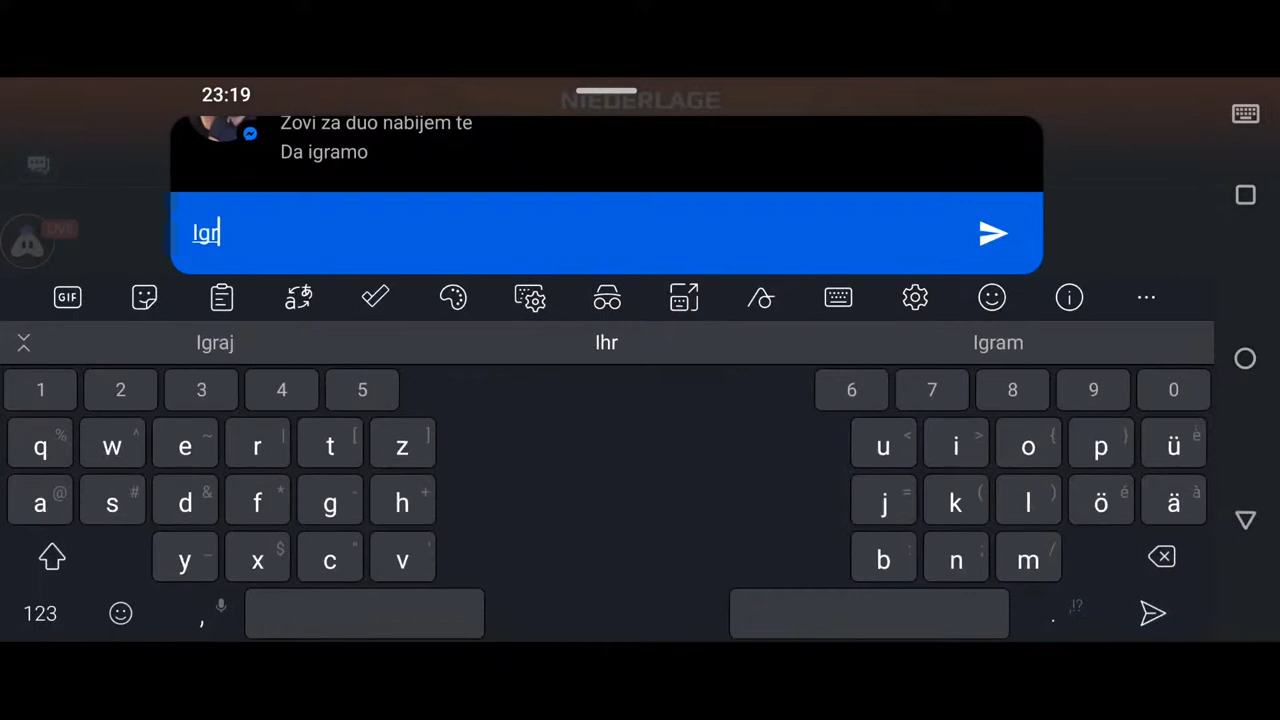 23:19
NIEDERLAGE
Zovi za duo nabijem te
Da igramo
LIVE
Igr
GIF
Igraj Ihr Igram
1 2 3 4 5 6 7 8 9 0
q % w ^ e ~ r | t [ z ] u < i > o { p } ü è
a @ s # d & f * g - h + j = k ( l ) ö é ä à
y _ x $ c " v ' b : n ; m /
123 , . ,!?